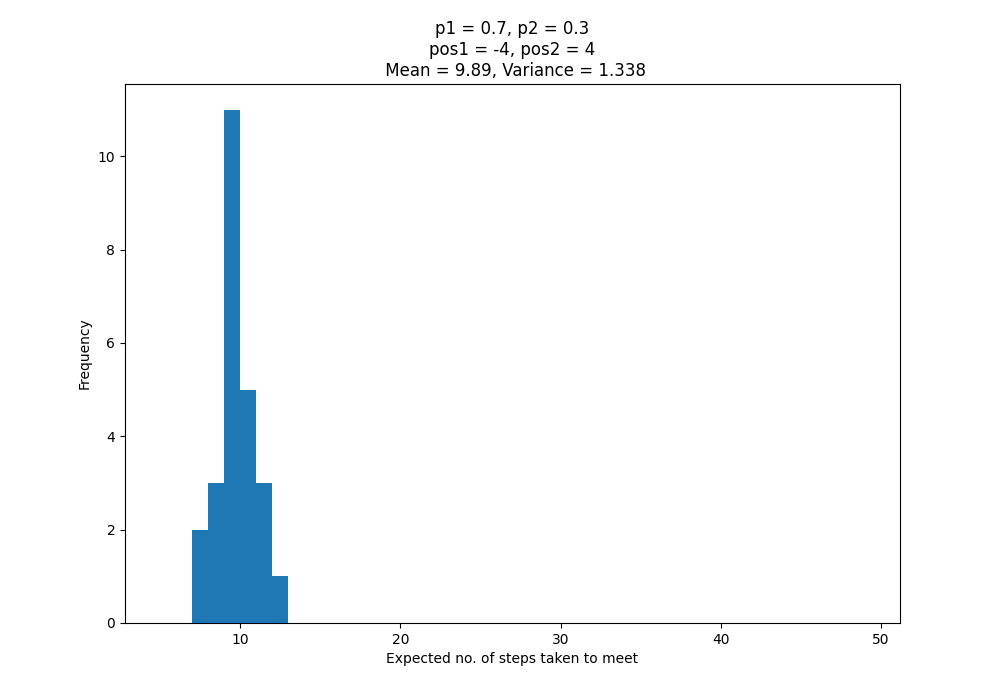 p1 = 0.7, p2 = 0.3
pos1 = -4, pos2 = 4
Mean = 9.89, Variance = 1.338
10
8
6
4
2
0
Frequency
10 20 30 40 50
Expected no. of steps taken to meet